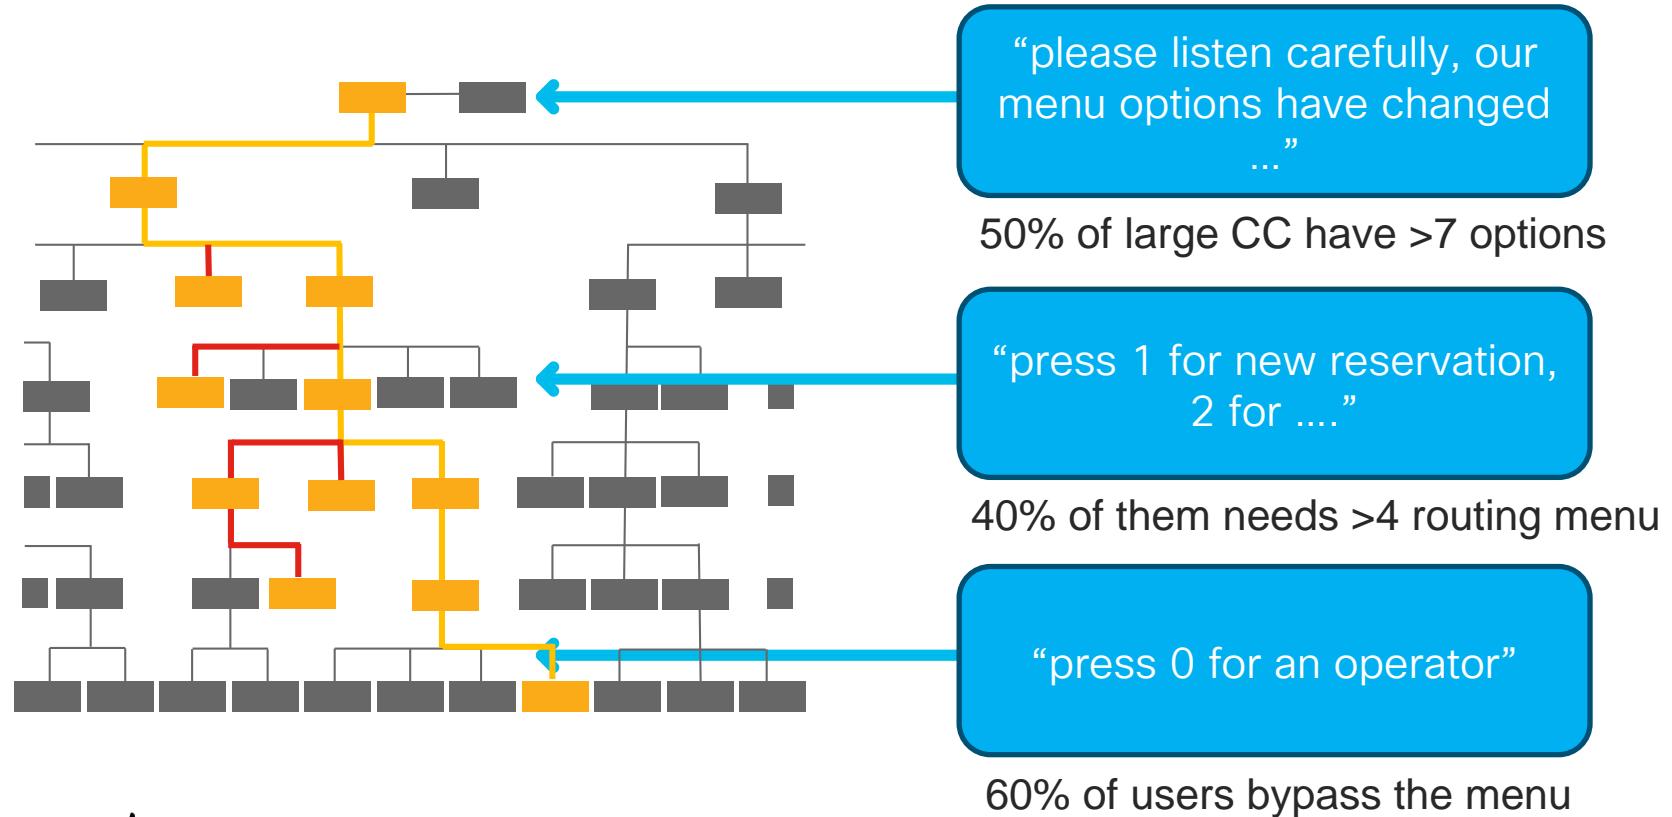 “please listen carefully, our
menu options have changed
...”
50% of large CC have >7 options
“press 1 for new reservation,
2 for ....”
40% of them needs >4 routing menu
“press 0 for an operator”
60% of users bypass the menu